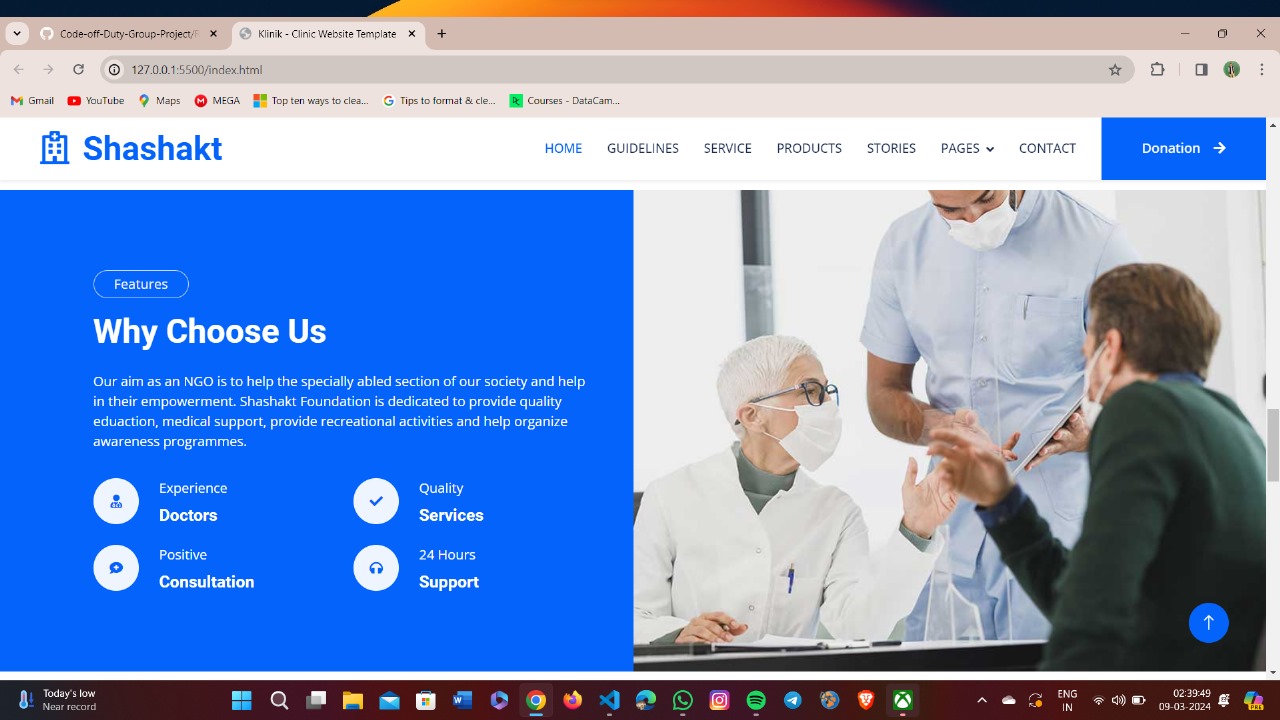 Code-off-Duty-Group-Project/
Klinik - Clinic Website Template
127.0.0.1:5500/index.html
Gmail
YouTube
Maps
MEGA
Top ten ways to clea...
Tips to format & cle...
Courses - DataCam...
Shashakt
HOME
GUIDELINES
SERVICE
PRODUCTS
STORIES
PAGES
CONTACT
Donation
Features
Why Choose Us
Our aim as an NGO is to help the specially abled section of our society and help
in their empowerment. Shashakt Foundation is dedicated to provide quality
eduaction, medical support, provide recreational activities and help organize
awareness programmes.
Experience
Doctors
Quality
Services
Positive
Consultation
24 Hours
Support
Today's low
Near record
ENG
IN
02:39:49
09-03-2024
PRE